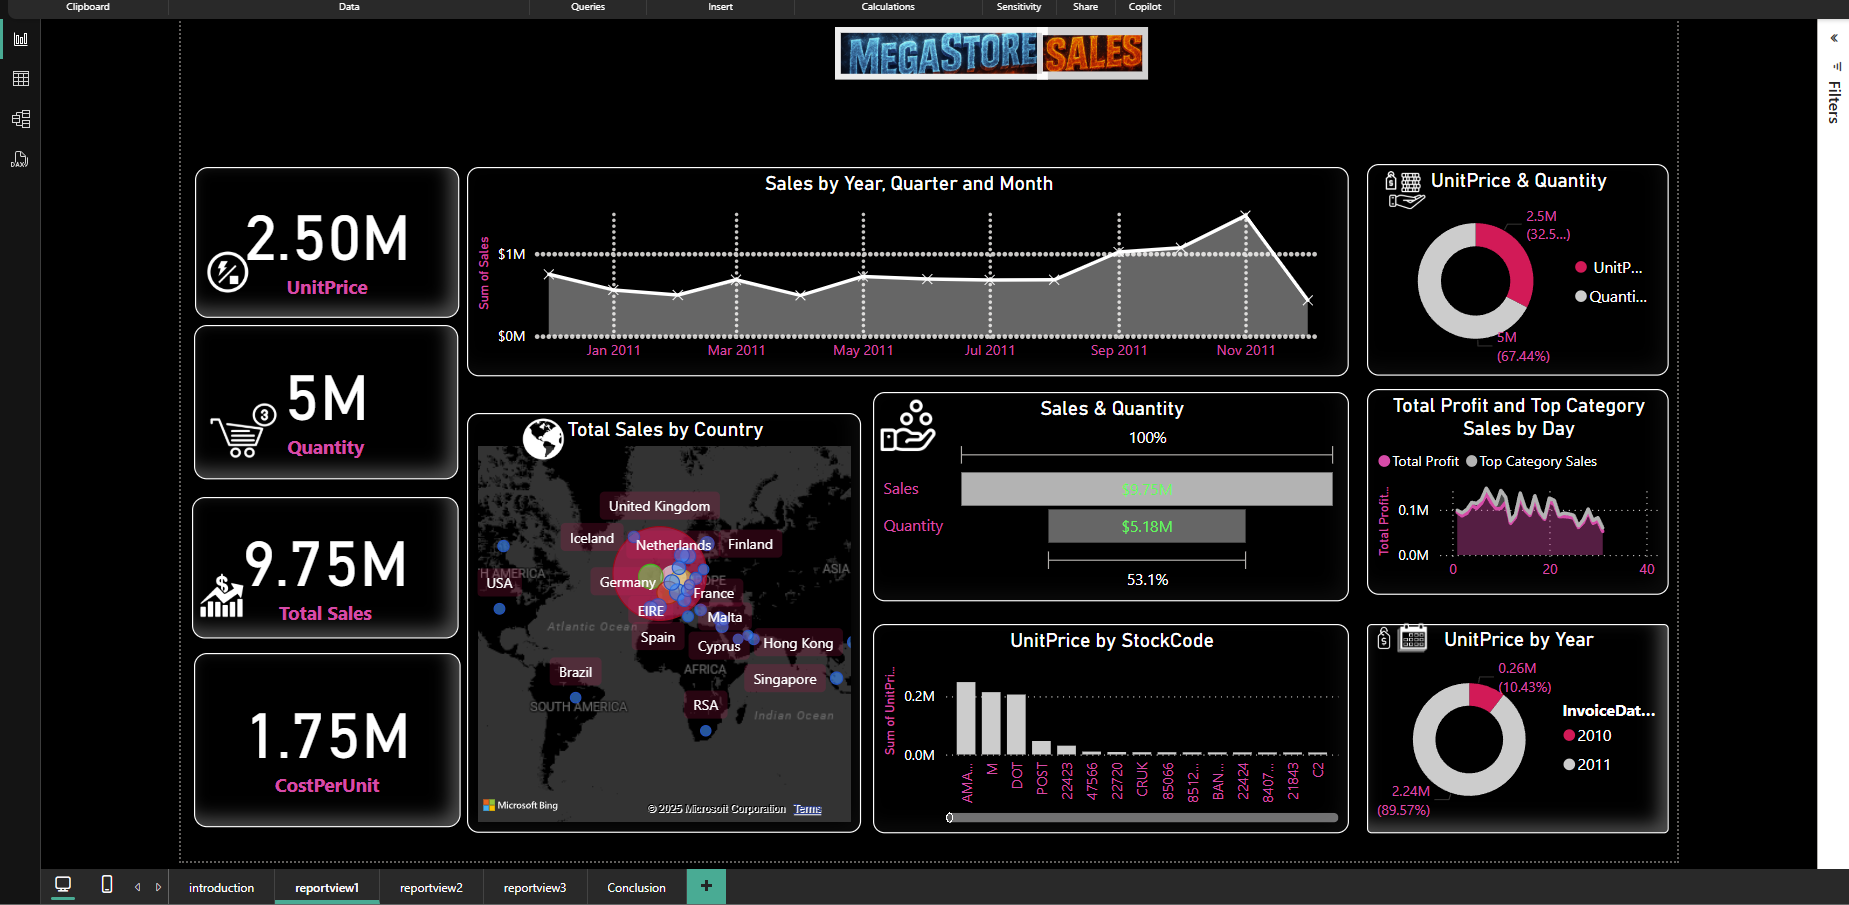 Clipboard
Data
Queries
Insert
Calculations
Sensitivity
Share
Copilot
MEGASTORE SALES
Filters
DAX
2.50M
UnitPrice
3
5M
Quantity
$
9.75M
Total Sales
1.75M
CostPerUnit
Sales by Year, Quarter and Month
Sum of Sales
$1M
$0M
Jan 2011
Mar 2011
May 2011
Jul 2011
Sep 2011
Nov 2011
Total Sales by Country
United Kingdom
Iceland
Netherlands
Finland
H AMERICA
USA
Germany
OPE
ASIA
France
EIRE
Malta
Atlantic Ocean
Spain
Cyprus
Hong Kong
AFRICA
Brazil
Singapore
SOUTH AMERICA
RSA
Indian Ocean
Microsoft Bing
© 2025 Microsoft Corporation
Terms
Sales & Quantity
100%
Sales
$9.75M
Quantity
$5.18M
53.1%
UnitPrice by StockCode
Sum of UnitPri...
0.2M
0.0M
AMA...
M
DOT
POST
22423
47566
22720
CRUK
85066
8512...
BAN...
22424
8407...
21843
C2
$
UnitPrice & Quantity
2.5M
(32.5...)
UnitP...
Quanti...
5M
(67.44%)
Total Profit and Top Category
Sales by Day
Total Profit
Top Category Sales
Total Profit...
0.1M
0.0M
0
20
40
$
UnitPrice by Year
0.26M
(10.43%)
InvoiceDat...
2010
2011
2.24M
(89.57%)
introduction
reportview1
reportview2
reportview3
Conclusion
+